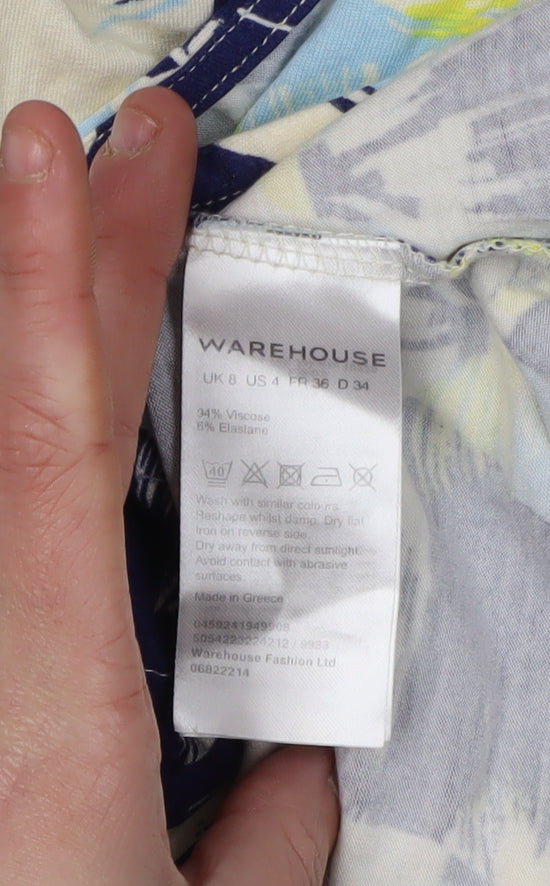 WAREHOUSE
UK 8 US 4 FR 36 D 34
94% Viscose
6% Elastane
40
Wash with similar colours.
Reshape whilst damp. Dry flat
Iron on reverse side.
Dry away from direct sunlight.
Avoid contact with abrasive
surfaces.
Made in Greece
5054223224212 / 9933
Warehouse Fashion Ltd
06822214